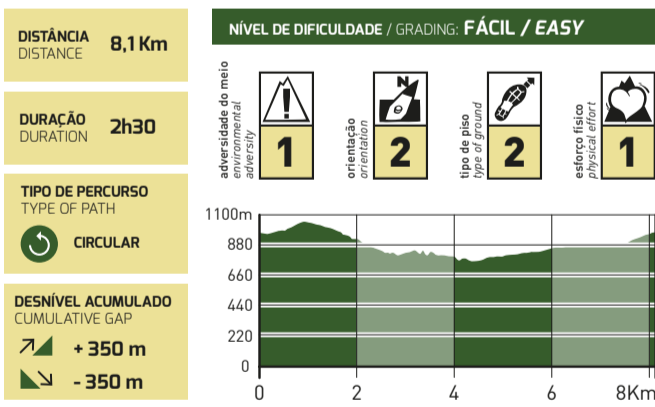 DISTÂNCIA
DISTANCE
8,1 Km
DURAÇÃO
DURATION
2h30
TIPO DE PERCURSO
TYPE OF PATH
CIRCULAR
DESNÍVEL ACUMULADO
CUMULATIVE GAP
+ 350 m
- 350 m
NÍVEL DE DIFICULDADE / GRADING: FÁCIL / EASY
adversidade do meio
environmental
adversity
1
orientação
orientation
N
2
tipo de piso
type of ground
2
esforço físico
physical effort
1
1100m
880
660
440
220
0
0 2 4 6 8Km